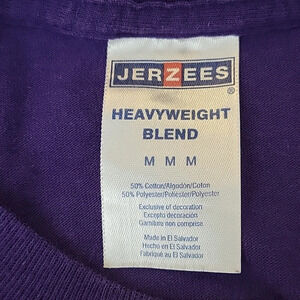 JERZEES
®
HEAVYWEIGHT
BLEND
M M M
50% Cotton/Algodón/Coton
50% Polyester/Poliéster/Polyester
Exclusive of decoration
Excepto decoración
Garniture non comprise.
Made in El Salvador
Hecho en El Salvador
Fabriqué au El Salvador